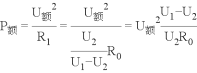 P额 = U额²/R₁ = U额²/(U₂/(U₁−U₂) R₀) = U额² (U₁−U₂)/(U₂R₀)